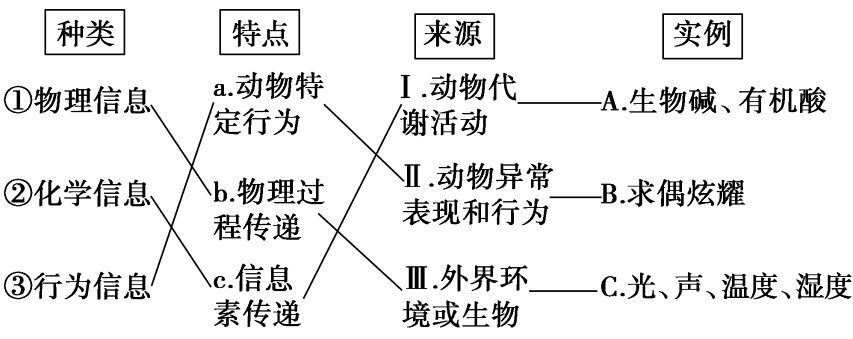 种类 特点 来源 实例
①物理信息 a.动物特定行为 Ⅰ.动物代谢活动 A.生物碱、有机酸
②化学信息 b.物理过程传递 Ⅱ.动物异常表现和行为 B.求偶炫耀
③行为信息 c.信息素传递 Ⅲ.外界环境或生物 C.光、声、温度、湿度